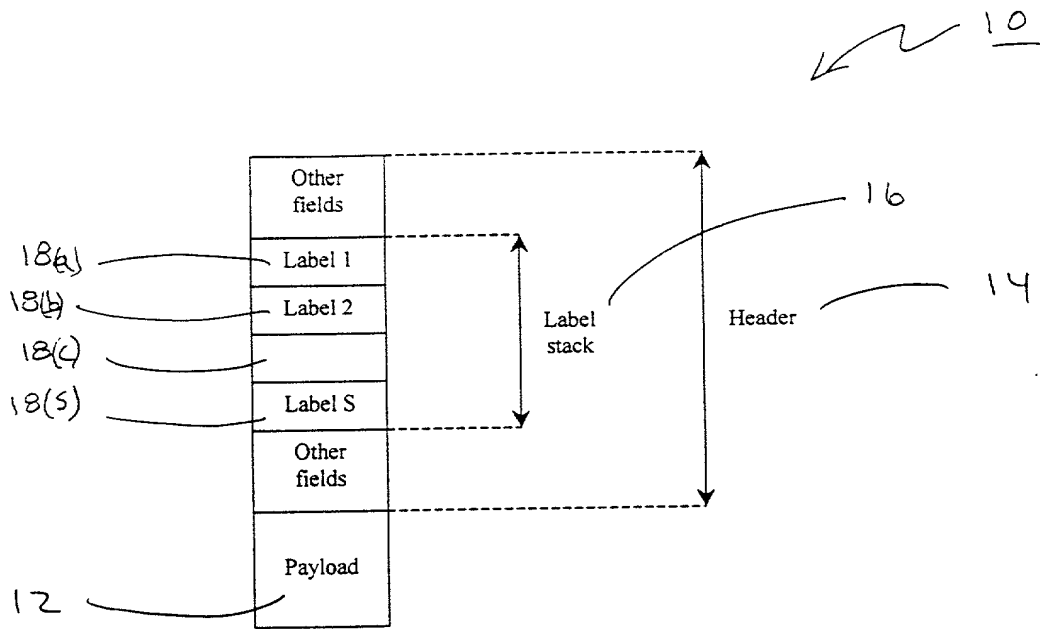 10
Other
fields
16
18(a)
Label 1
18(b)
Label 2
14
Label
stack
Header
18(c)
18(S)
Label S
Other
fields
Payload
12